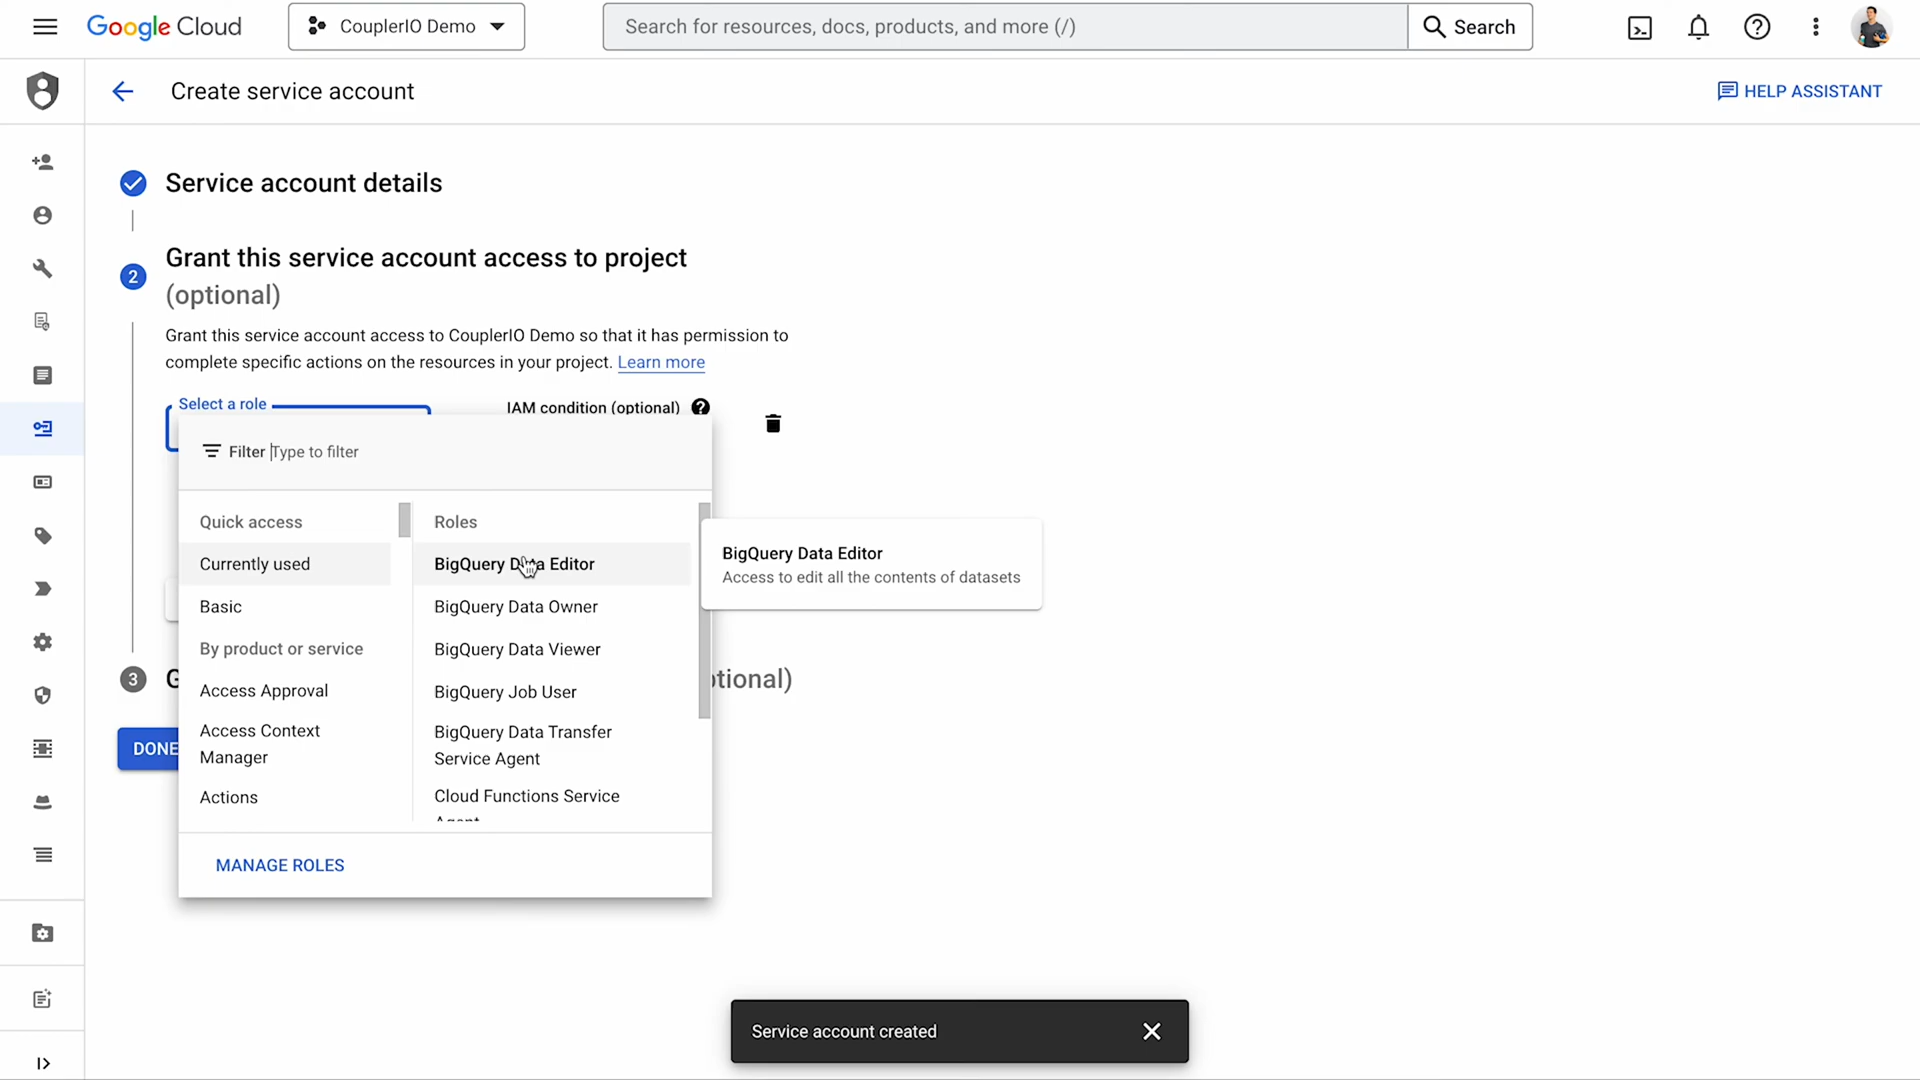 Google Cloud
CouplerIO Demo
Search for resources, docs, products, and more (/)
Search
Create service account
HELP ASSISTANT
Service account details
2
Grant this service account access to project
(optional)
Grant this service account access to CouplerIO Demo so that it has permission to
complete specific actions on the resources in your project. Learn more
Select a role
IAM condition (optional)
Filter Type to filter
Quick access
Currently used
Basic
By product or service
Access Approval
Access Context
Manager
Actions
Roles
BigQuery Data Editor
BigQuery Data Owner
BigQuery Data Viewer
BigQuery Job User
BigQuery Data Transfer
Service Agent
Cloud Functions Service
Agent
BigQuery Data Editor
Access to edit all the contents of datasets
MANAGE ROLES
3
G
ptional)
DONE
Service account created